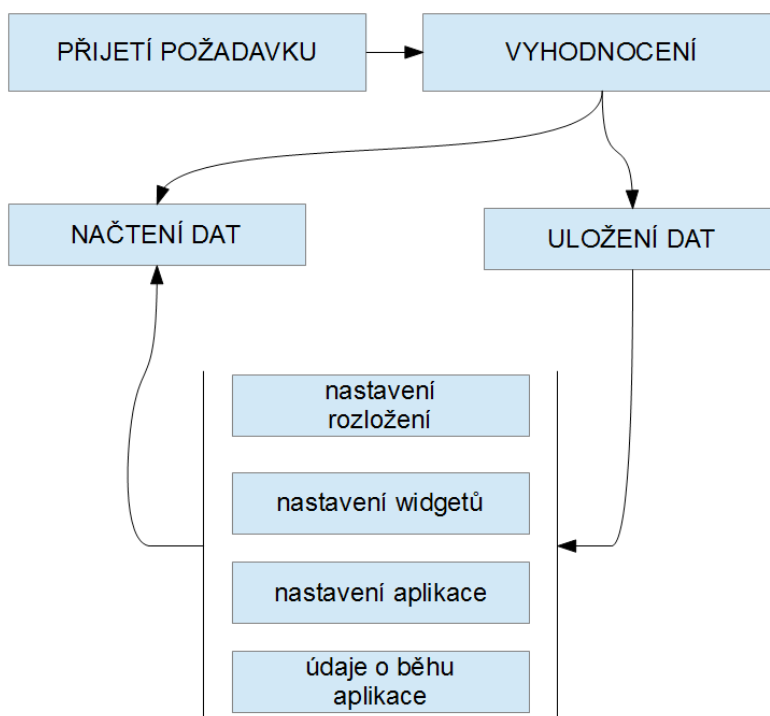 PŘIJETÍ POŽADAVKU
VYHODNOCENÍ
NAČTENÍ DAT
ULOŽENÍ DAT
nastavení
rozložení
nastavení widgetů
nastavení aplikace
údaje o běhu
aplikace